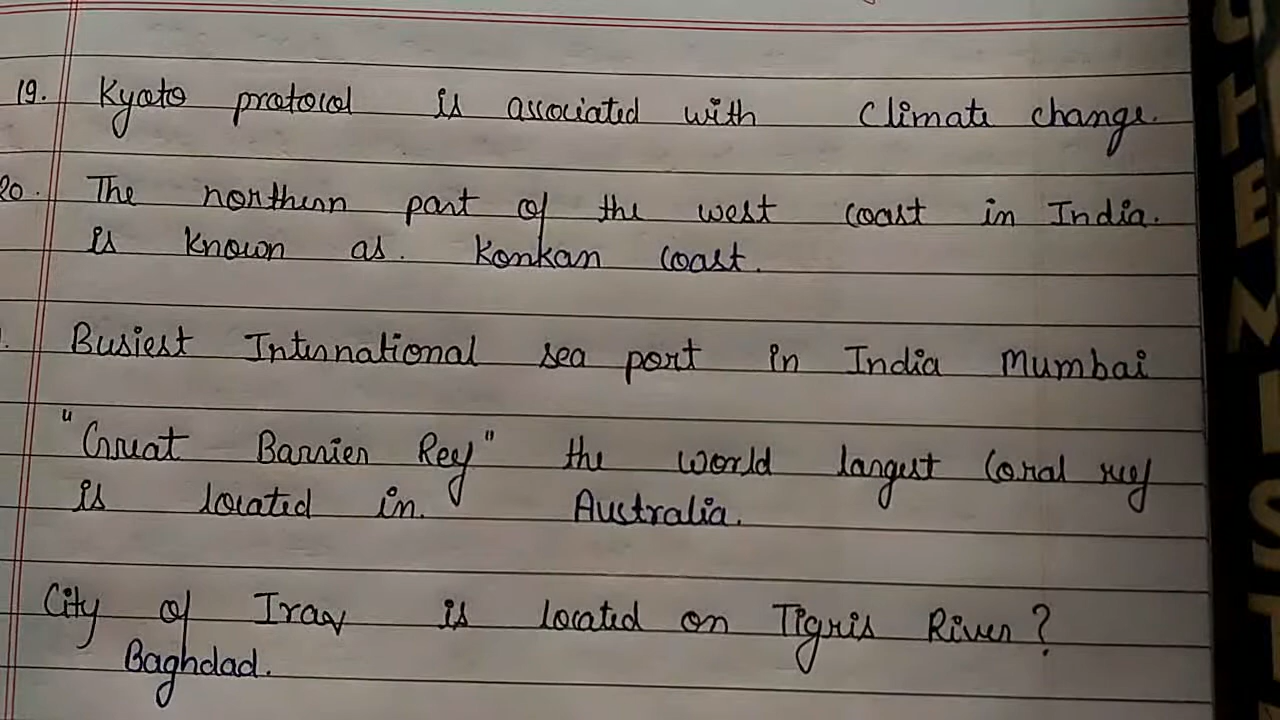 19. Kyoto protocol is associated with Climate change.
20. The northern part of the west coast in India.
is known as. Konkan coast.
Busiest International sea port in India Mumbai
"Great Barrier Reef" the world largest Coral reef
is located in. Australia.
City of Iraq is located on Tigris River?
Baghdad.